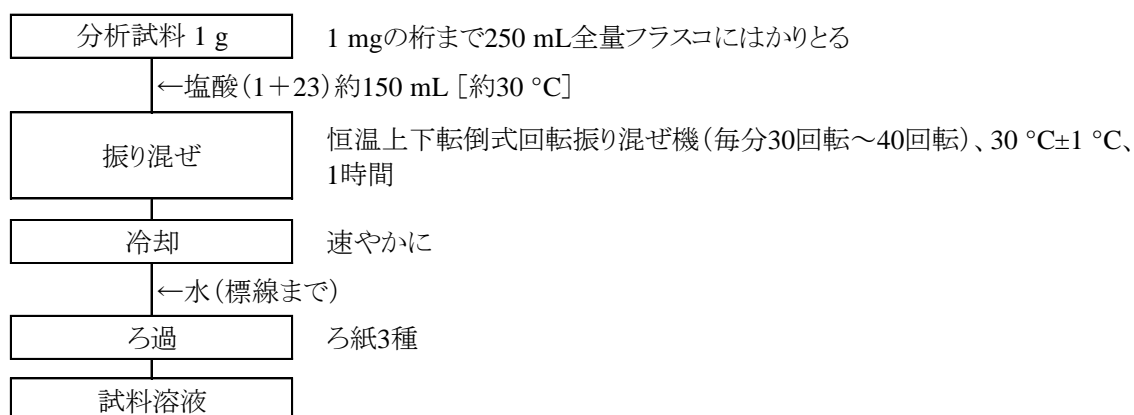 分析試料 1 g
1 mgの桁まで250 mL全量フラスコにはかりとる
←塩酸(1+23)約150 mL [約30 °C]
振り混ぜ
恒温上下転倒式回転振り混ぜ機(毎分30回転~40回転)、30 °C±1 °C、
1時間
冷却
速やかに
←水(標線まで)
ろ過
ろ紙3種
試料溶液